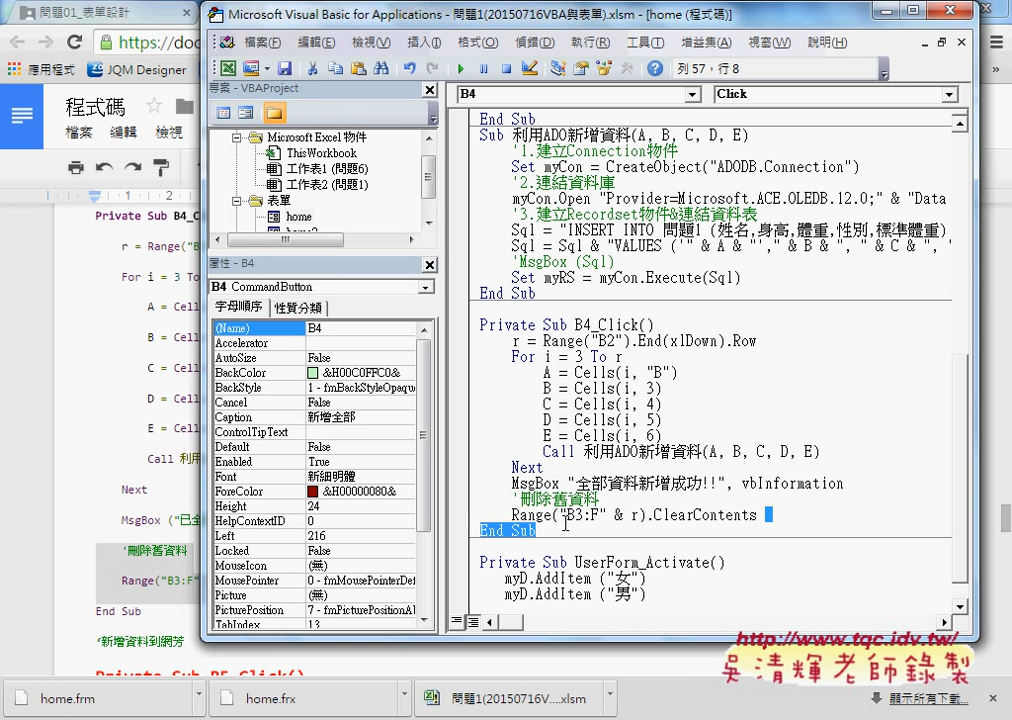 問題01_表單設計
https://doc
應用程式
JQM Designer
程式碼
檔案 編輯 檢視
1 2
Private Sub B4_C
r = Range("B
For i = 3 To
A = Cell
B = Cell
C = Cell
D = Cell
E = Cell
Call 利用
Next
MsgBox ("已全
'刪除舊資料
Range("B3:F"
End Sub
'新增資料到網芳
Private Sub B5_Click()
Microsoft Visual Basic for Applications - 問題1(20150716VBA與表單).xlsm - [home (程式碼)]
檔案(F) 編輯(E) 檢視(V) 插入(I) 格式(O) 偵錯(D) 執行(R) 工具(T) 增益集(A) 視窗(W) 說明(H)
列 57，行 8
專案 - VBAProject
Microsoft Excel 物件
ThisWorkbook
工作表1 (問題6)
工作表2 (問題1)
表單
home
屬性 - B4
B4 CommandButton
字母順序 性質分類
(Name) B4
Accelerator
AutoSize False
BackColor &H00C0FFC0&
BackStyle 1 - fmBackStyleOpaqu
Cancel False
Caption 新增全部
ControlTipText
Default False
Enabled True
Font 新細明體
ForeColor &H00000080&
Height 24
HelpContextID 0
Left 216
Locked False
MouseIcon (無)
MousePointer 0 - fmMousePointerDef
Picture (無)
PicturePosition 7 - fmPicturePositionAl
TabIndex 13
B4 Click
End Sub
Sub 利用ADO新增資料(A, B, C, D, E)
'1.建立Connection物件
Set myCon = CreateObject("ADODB.Connection")
'2.連結資料庫
myCon.Open "Provider=Microsoft.ACE.OLEDB.12.0;" & "Data
'3.建立Recordset物件&連結資料表
Sql = "INSERT INTO 問題1 (姓名,身高,體重,性別,標準體重)
Sql = Sql & "VALUES ('" & A & "'," & B & ", " & C & ",
'MsgBox (Sql)
Set myRS = myCon.Execute(Sql)
End Sub
Private Sub B4_Click()
r = Range("B2").End(xlDown).Row
For i = 3 To r
A = Cells(i, "B")
B = Cells(i, 3)
C = Cells(i, 4)
D = Cells(i, 5)
E = Cells(i, 6)
Call 利用ADO新增資料(A, B, C, D, E)
Next
MsgBox "全部資料新增成功!!", vbInformation
'刪除舊資料
Range("B3:F" & r).ClearContents
End Sub
Private Sub UserForm_Activate()
myD.AddItem ("女")
myD.AddItem ("男")
http://www.tqc.idv.tw/
吳清輝老師錄製
home.frm
home.frx
問題1(20150716V....xlsm
顯示所有下載...